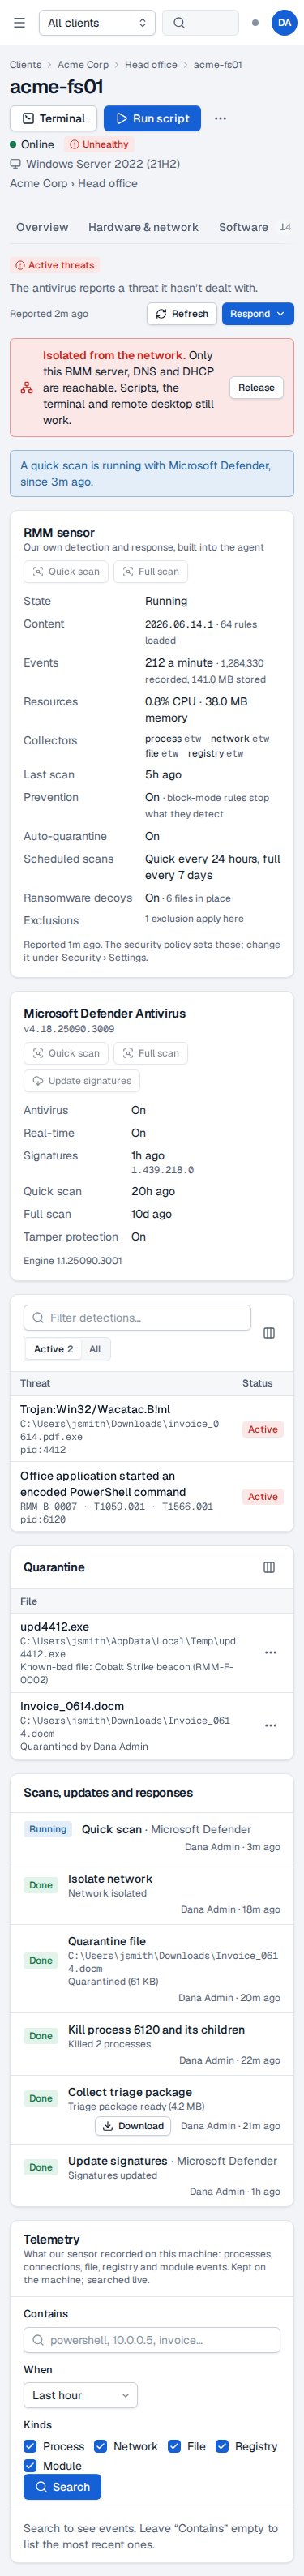 All clients
DA
Clients > Acme Corp > Head office > acme-fs01
acme-fs01
Terminal
Run script
Online
Unhealthy
Windows Server 2022 (21H2)
Acme Corp › Head office
Overview
Hardware & network
Software 14
Active threats
The antivirus reports a threat it hasn't dealt with.
Reported 2m ago
Refresh
Respond
Isolated from the network. Only
this RMM server, DNS and DHCP
are reachable. Scripts, the
terminal and remote desktop still
work.
Release
A quick scan is running with Microsoft Defender,
since 3m ago.
RMM sensor
Our own detection and response, built into the agent
Quick scan
Full scan
State Running
Content 2026.06.14.1 · 64 rules
loaded
Events 212 a minute · 1,284,330
recorded, 141.0 MB stored
Resources 0.8% CPU · 38.0 MB
memory
Collectors process etw network etw
file etw registry etw
Last scan 5h ago
Prevention On · block-mode rules stop
what they detect
Auto-quarantine On
Scheduled scans Quick every 24 hours, full
every 7 days
Ransomware decoys On · 6 files in place
Exclusions 1 exclusion apply here
Reported 1m ago. The security policy sets these; change
it under Security › Settings.
Microsoft Defender Antivirus
v4.18.25090.3009
Quick scan
Full scan
Update signatures
Antivirus On
Real-time On
Signatures 1h ago
1.439.218.0
Quick scan 20h ago
Full scan 10d ago
Tamper protection On
Engine 1.1.25090.3001
Filter detections...
Active 2
All
Threat Status
Trojan:Win32/Wacatac.B!ml
C:\Users\jsmith\Downloads\invoice_0
614.pdf.exe
pid:4412
Active
Office application started an
encoded PowerShell command
RMM-B-0007 · T1059.001 · T1566.001
pid:6120
Active
Quarantine
File
upd4412.exe
C:\Users\jsmith\AppData\Local\Temp\upd
4412.exe
Known-bad file: Cobalt Strike beacon (RMM-F-
0002)
Invoice_0614.docm
C:\Users\jsmith\Downloads\Invoice_061
4.docm
Quarantined by Dana Admin
Scans, updates and responses
Running Quick scan · Microsoft Defender
Dana Admin · 3m ago
Done Isolate network
Network isolated
Dana Admin · 18m ago
Quarantine file
Done C:\Users\jsmith\Downloads\Invoice_061
4.docm
Quarantined (61 KB)
Dana Admin · 20m ago
Done Kill process 6120 and its children
Killed 2 processes
Dana Admin · 22m ago
Done Collect triage package
Triage package ready (4.2 MB)
Download Dana Admin · 21m ago
Done Update signatures · Microsoft Defender
Signatures updated
Dana Admin · 1h ago
Telemetry
What our sensor recorded on this machine: processes,
connections, file, registry and module events. Kept on
the machine; searched live.
Contains
powershell, 10.0.0.5, invoice...
When
Last hour
Kinds
Process Network File Registry
Module
Search
Search to see events. Leave “Contains” empty to
list the most recent ones.